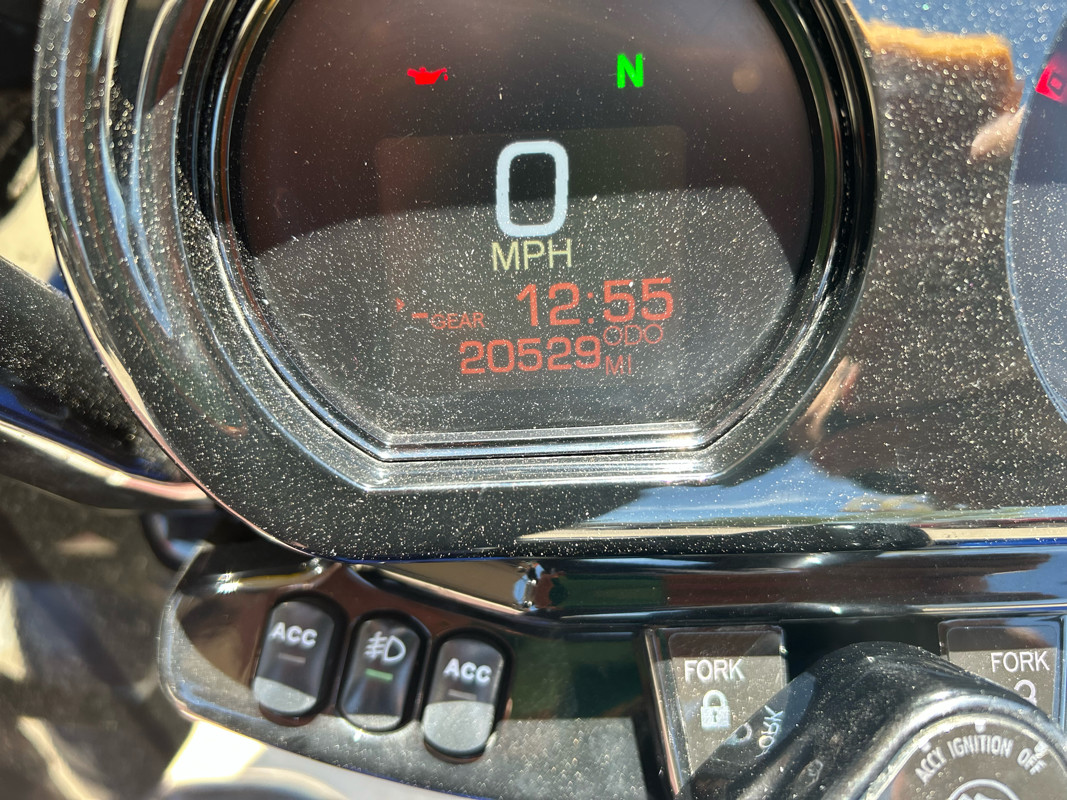 N
0
MPH
12:55
- GEAR
ODO
20529
MI
ACC
ACC
FORK
FORK
ACC IGNITION OFF